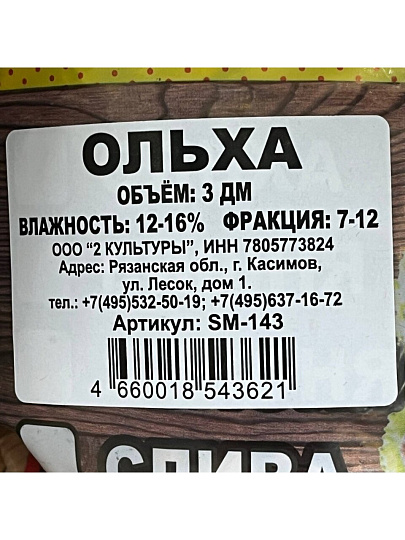 ОЛЬХА
ОБЪЁМ: 3 ДМ
ВЛАЖНОСТЬ: 12-16% ФРАКЦИЯ: 7-12
ООО "2 КУЛЬТУРЫ", ИНН 7805773824
Адрес: Рязанская обл., г. Касимов,
ул. Лесок, дом 1.
тел.: +7(495)532-50-19; +7(495)637-16-72
Артикул: SM-143
4 660018 543621
СЛИВА